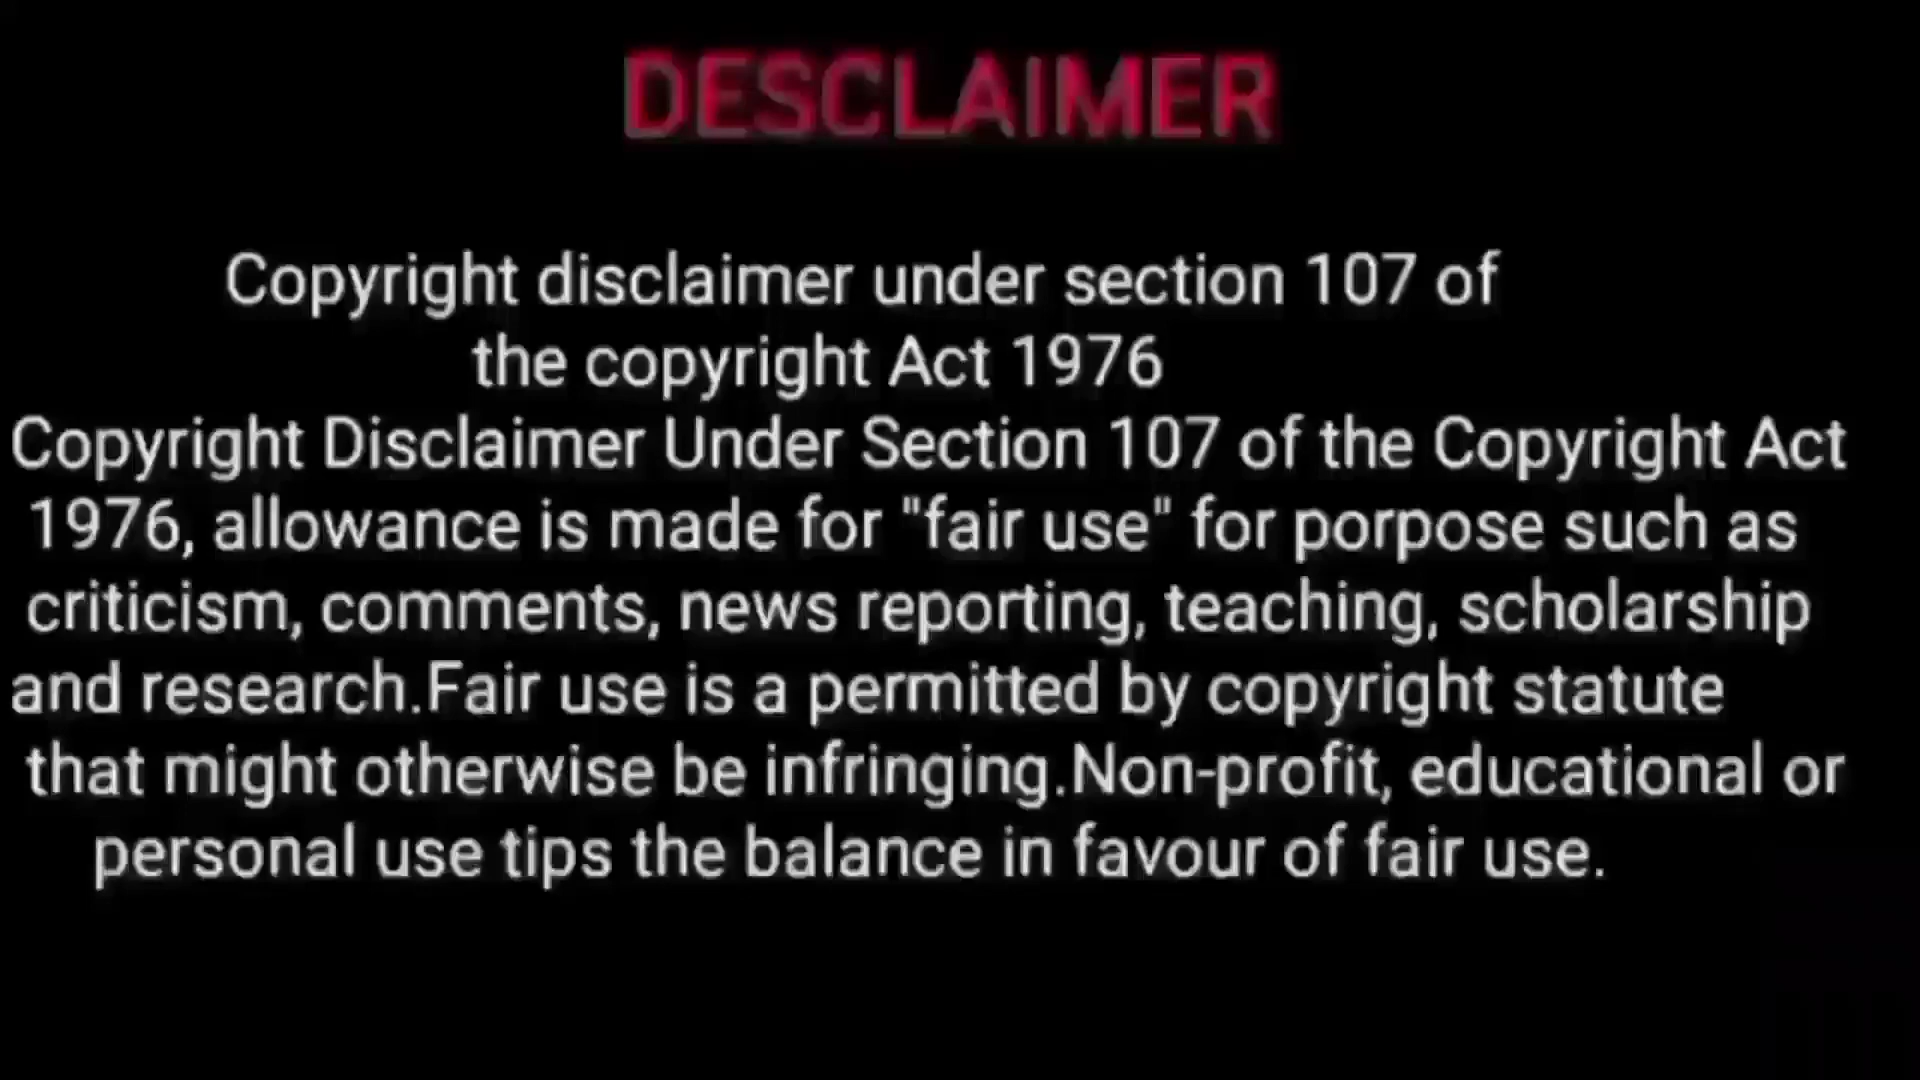 DESCLAIMER
Copyright disclaimer under section 107 of
the copyright Act 1976
Copyright Disclaimer Under Section 107 of the Copyright Act
1976, allowance is made for "fair use" for porpose such as
criticism, comments, news reporting, teaching, scholarship
and research.Fair use is a permitted by copyright statute
that might otherwise be infringing.Non-profit, educational or
personal use tips the balance in favour of fair use.